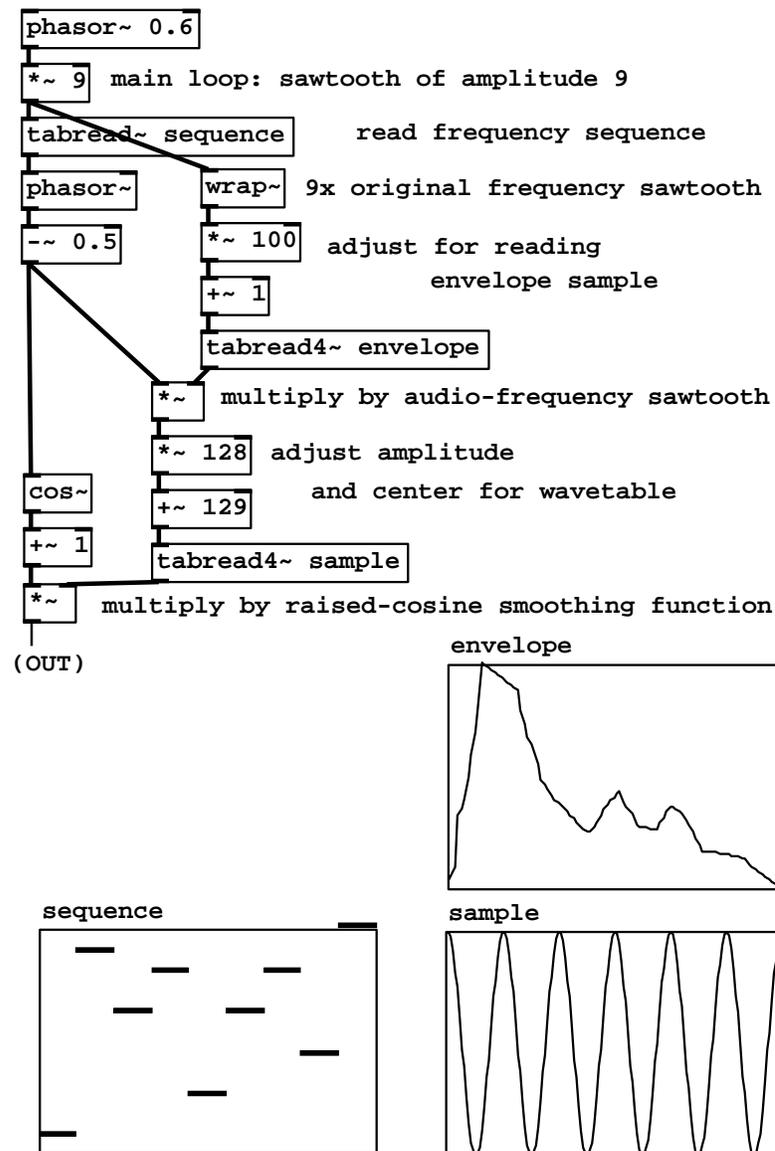 phasor~ 0.6
*~ 9 main loop: sawtooth of amplitude 9
tabread~ sequence read frequency sequence
phasor~ wrap~ 9x original frequency sawtooth
-~ 0.5 *~ 100 adjust for reading
+~ 1 envelope sample
tabread4~ envelope
*~ multiply by audio-frequency sawtooth
*~ 128 adjust amplitude
cos~ +~ 129 and center for wavetable
+~ 1 tabread4~ sample
*~ multiply by raised-cosine smoothing function
(OUT) envelope
sequence sample